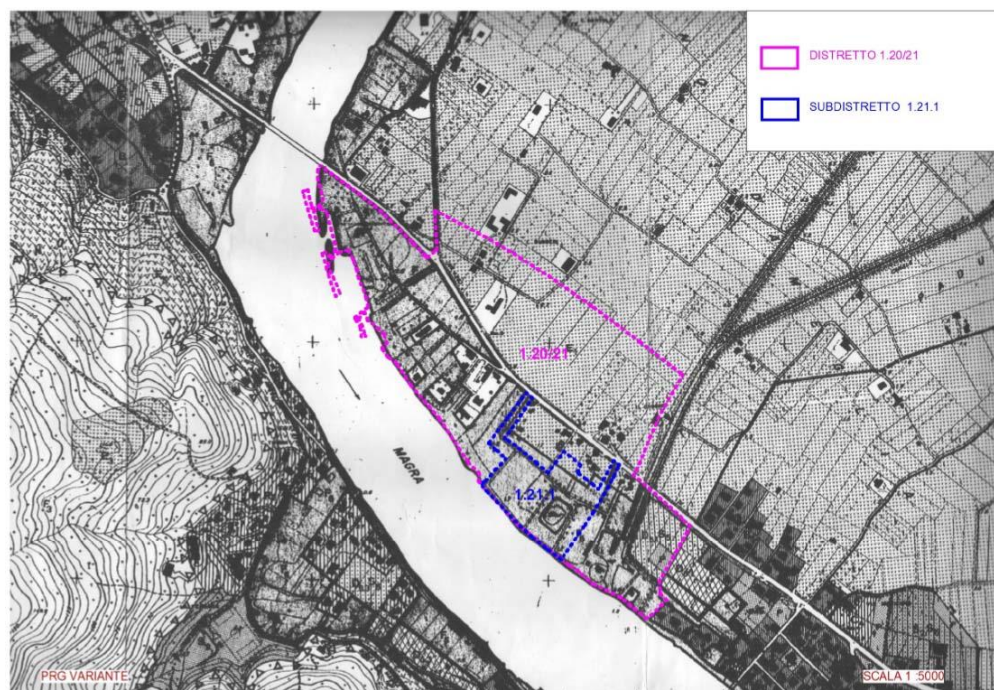 DISTRETTO 1.20/21
SUBDISTRETTO 1.21.1
1.20/21
MAGRA
1.21.1
PRG VARIANTE
SCALA 1 :5000